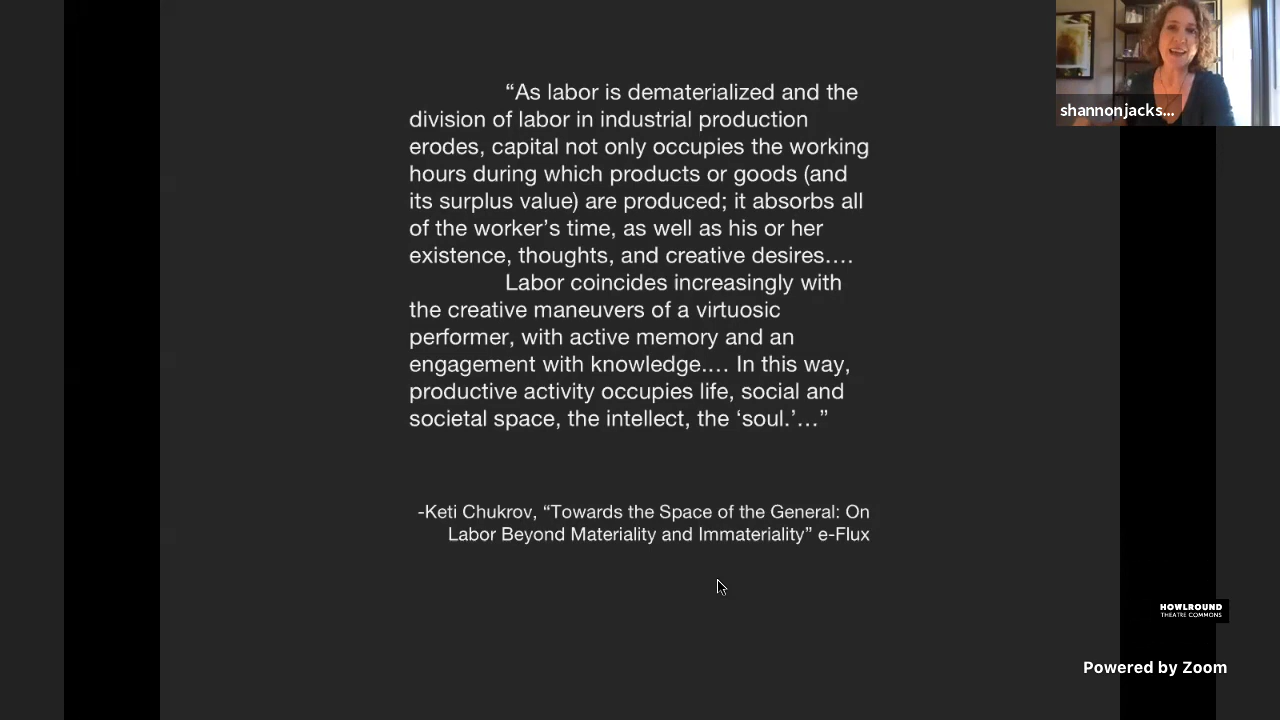 shannonjacks...
“As labor is dematerialized and the
division of labor in industrial production
erodes, capital not only occupies the working
hours during which products or goods (and
its surplus value) are produced; it absorbs all
of the worker’s time, as well as his or her
existence, thoughts, and creative desires….
Labor coincides increasingly with
the creative maneuvers of a virtuosic
performer, with active memory and an
engagement with knowledge.… In this way,
productive activity occupies life, social and
societal space, the intellect, the ‘soul.’…”
-Keti Chukrov, “Towards the Space of the General: On
Labor Beyond Materiality and Immateriality” e-Flux
HOWLROUND
THEATRE COMMONS
Powered by Zoom